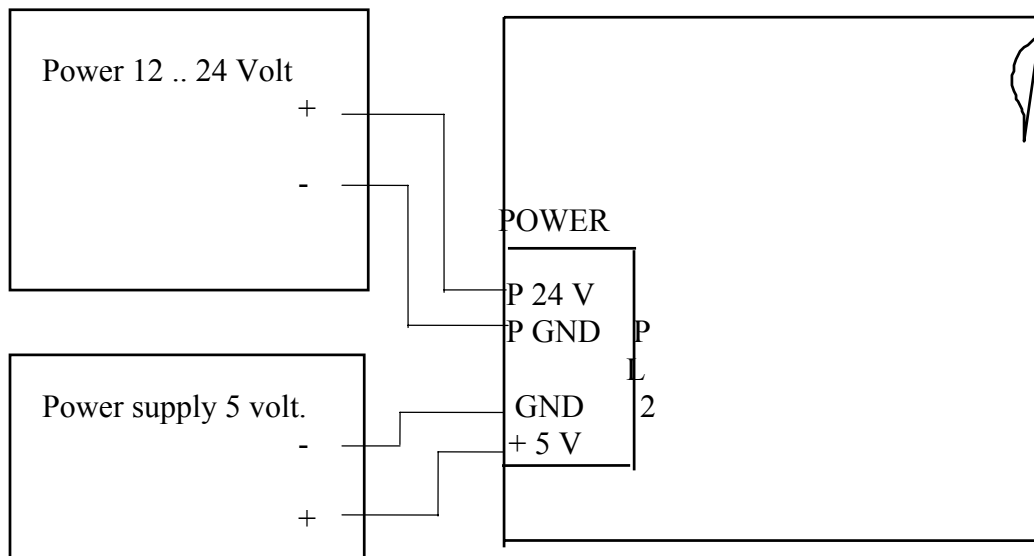 Power 12 .. 24 Volt
+
-
POWER
P 24 V
P GND
P
L
2
GND
+ 5 V
Power supply 5 volt.
-
+